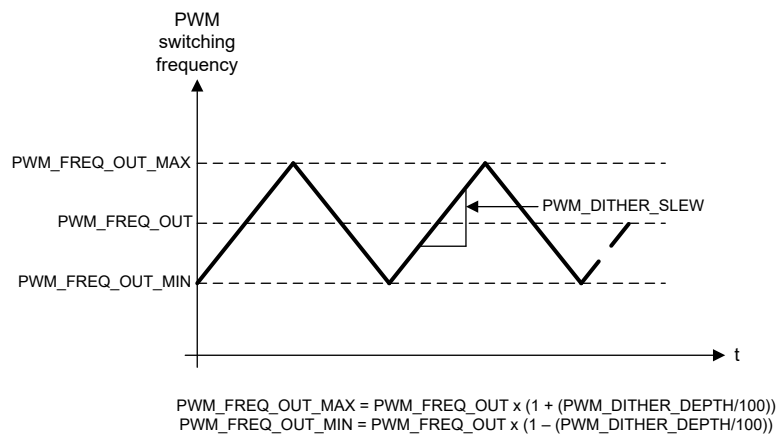 PWM
switching
frequency
PWM_FREQ_OUT_MAX
PWM_DITHER_SLEW
PWM_FREQ_OUT
PWM_FREQ_OUT_MIN
t
PWM_FREQ_OUT_MAX = PWM_FREQ_OUT x (1 + (PWM_DITHER_DEPTH/100))
PWM_FREQ_OUT_MIN = PWM_FREQ_OUT x (1 – (PWM_DITHER_DEPTH/100))